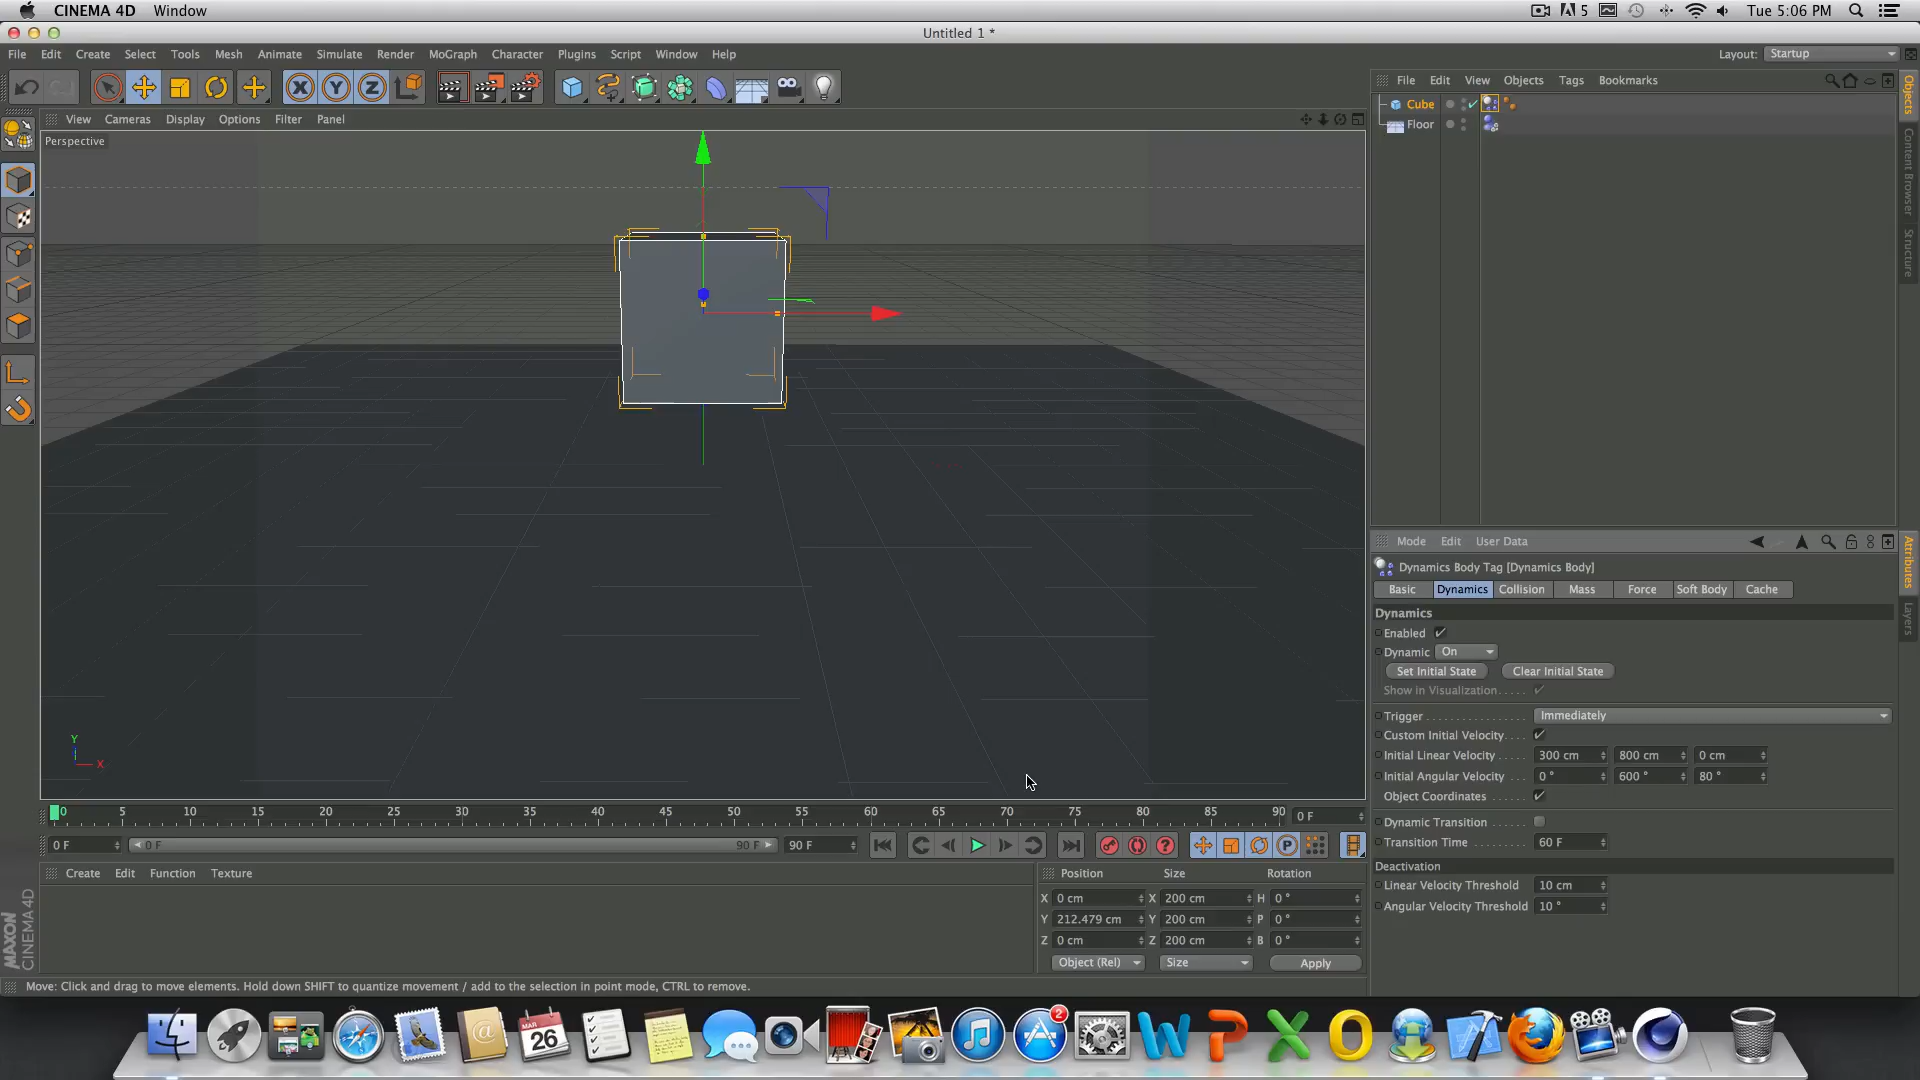 CINEMA 4D Window 5 Tue 5:06 PM
Untitled 1 *
File Edit Create Select Tools Mesh Animate Simulate Render MoGraph Character Plugins Script Window Help Layout: Startup
X Y Z File Edit View Objects Tags Bookmarks
Cube
View Cameras Display Options Filter Panel Floor
Perspective
Objects
Content Browser
Structure
Mode Edit User Data
Dynamics Body Tag [Dynamics Body]
Basic Dynamics Collision Mass Force Soft Body Cache
Attributes
Layers
Dynamics
Enabled
Dynamic On
Set Initial State Clear Initial State
Show in Visualization. . . . .
Trigger . . . . . . . . . . . . . Immediately
Custom Initial Velocity. . . .
Initial Linear Velocity . . . . 300 cm 800 cm 0 cm
Initial Angular Velocity . . . 0 ° 600 ° 80 °
Object Coordinates . . . . .
Dynamic Transition . . . . .
Transition Time . . . . . . . 60 F
Deactivation
Linear Velocity Threshold 10 cm
Angular Velocity Threshold 10 °
Y
X
0 5 10 15 20 25 30 35 40 45 50 55 60 65 70 75 80 85 90 0 F
0 F 0 F 90 F 90 F ? P
Create Edit Function Texture
Position Size Rotation
X 0 cm X 200 cm H 0 °
Y 212.479 cm Y 200 cm P 0 °
Z 0 cm Z 200 cm B 0 °
Object (Rel) Size Apply
MAXON
CINEMA 4D
Move: Click and drag to move elements. Hold down SHIFT to quantize movement / add to the selection in point mode, CTRL to remove.
MAR
26
2